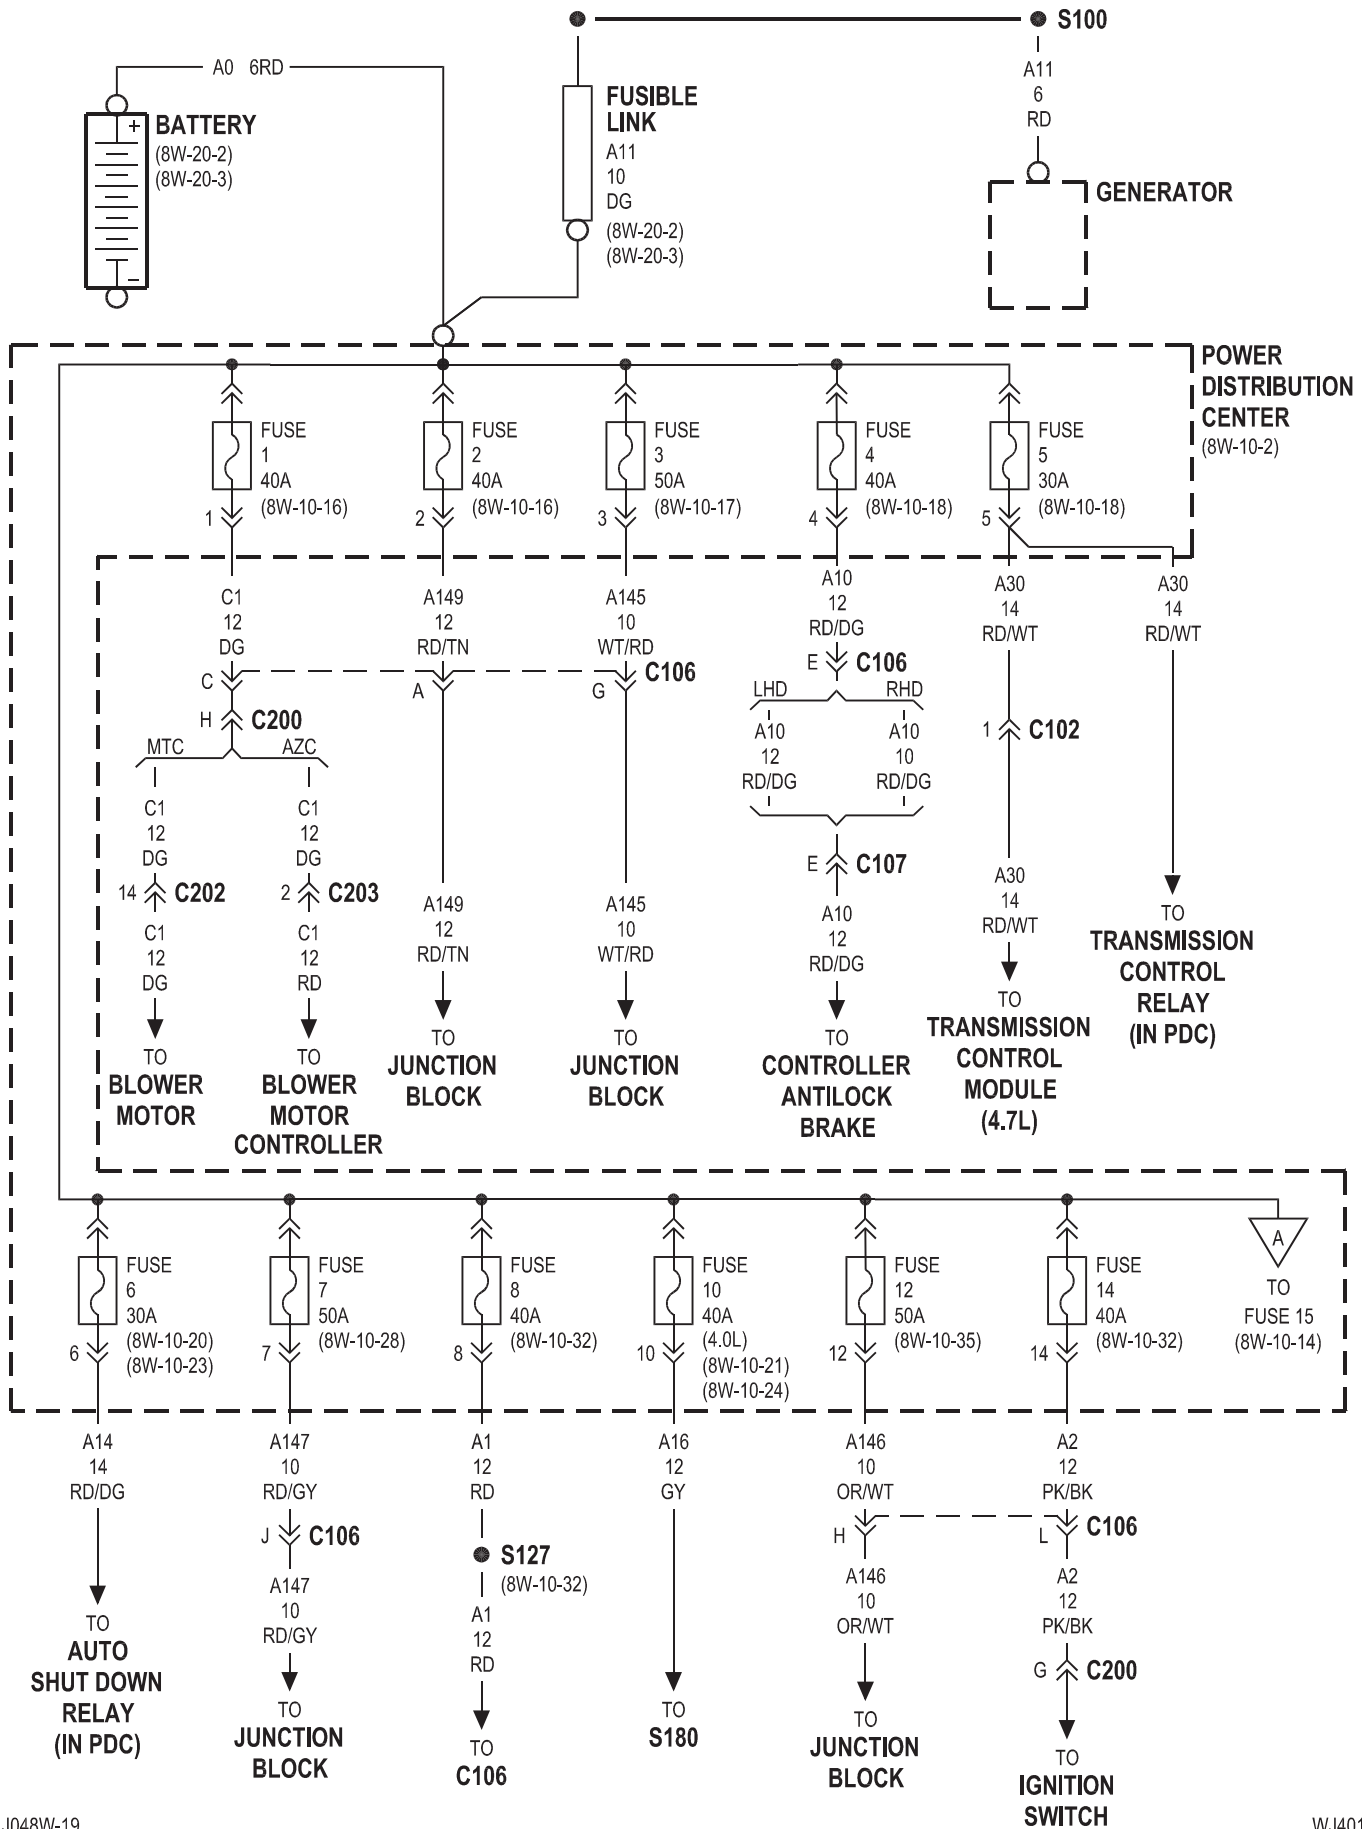 S100
A0 6RD
A11
6
RD
FUSIBLE
LINK
A11
10
DG
(8W-20-2)
(8W-20-3)
+ BATTERY
(8W-20-2)
(8W-20-3)
–
GENERATOR
POWER
DISTRIBUTION
CENTER
(8W-10-2)
FUSE
1
40A
(8W-10-16)
1
FUSE
2
40A
(8W-10-16)
2
FUSE
3
50A
(8W-10-17)
3
FUSE
4
40A
(8W-10-18)
4
FUSE
5
30A
(8W-10-18)
5
C1
12
DG
C
H C200
MTC
AZC
C1
12
DG
14 C202
C1
12
DG
TO
BLOWER
MOTOR
C1
12
DG
2 C203
C1
12
RD
TO
BLOWER
MOTOR
CONTROLLER
A149
12
RD/TN
A
A149
12
RD/TN
TO
JUNCTION
BLOCK
A145
10
WT/RD
G C106
A145
10
WT/RD
TO
JUNCTION
BLOCK
A10
12
RD/DG
E C106
LHD
RHD
A10
12
RD/DG
A10
10
RD/DG
E C107
A10
12
RD/DG
TO
CONTROLLER
ANTILOCK
BRAKE
A30
14
RD/WT
1 C102
A30
14
RD/WT
TO
TRANSMISSION
CONTROL
MODULE
(4.7L)
A30
14
RD/WT
TO
TRANSMISSION
CONTROL
RELAY
(IN PDC)
FUSE
6
30A
(8W-10-20)
(8W-10-23)
6
FUSE
7
50A
(8W-10-28)
7
FUSE
8
40A
(8W-10-32)
8
FUSE
10
40A
(4.0L)
(8W-10-21)
(8W-10-24)
10
FUSE
12
50A
(8W-10-35)
12
FUSE
14
40A
(8W-10-32)
14
A
TO
FUSE 15
(8W-10-14)
A14
14
RD/DG
TO
AUTO
SHUT DOWN
RELAY
(IN PDC)
A147
10
RD/GY
J C106
A147
10
RD/GY
TO
JUNCTION
BLOCK
A1
12
RD
S127
(8W-10-32)
A1
12
RD
TO
C106
A16
12
GY
TO
S180
A146
10
OR/WT
H
A146
10
OR/WT
TO
JUNCTION
BLOCK
A2
12
PK/BK
L C106
A2
12
PK/BK
G C200
TO
IGNITION
SWITCH
J048W-19
WJ401